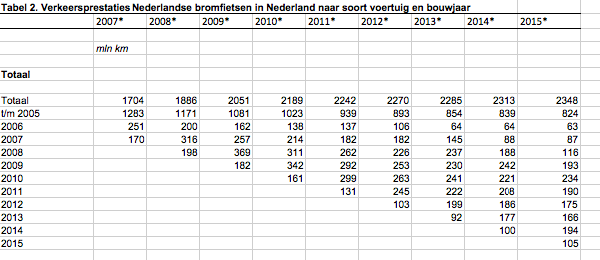 Tabel 2. Verkeersprestaties Nederlandse bromfietsen in Nederland naar soort voertuig en bouwjaar
2007* 2008* 2009* 2010* 2011* 2012* 2013* 2014* 2015*
mln km
Totaal
Totaal 1704 1886 2051 2189 2242 2270 2285 2313 2348
t/m 2005 1283 1171 1081 1023 939 893 854 839 824
2006 251 200 162 138 137 106 64 64 63
2007 170 316 257 214 182 182 145 88 87
2008 198 369 311 262 226 237 188 116
2009 182 342 292 253 230 242 193
2010 161 299 263 241 221 234
2011 131 245 222 208 190
2012 103 199 186 175
2013 92 177 166
2014 100 194
2015 105